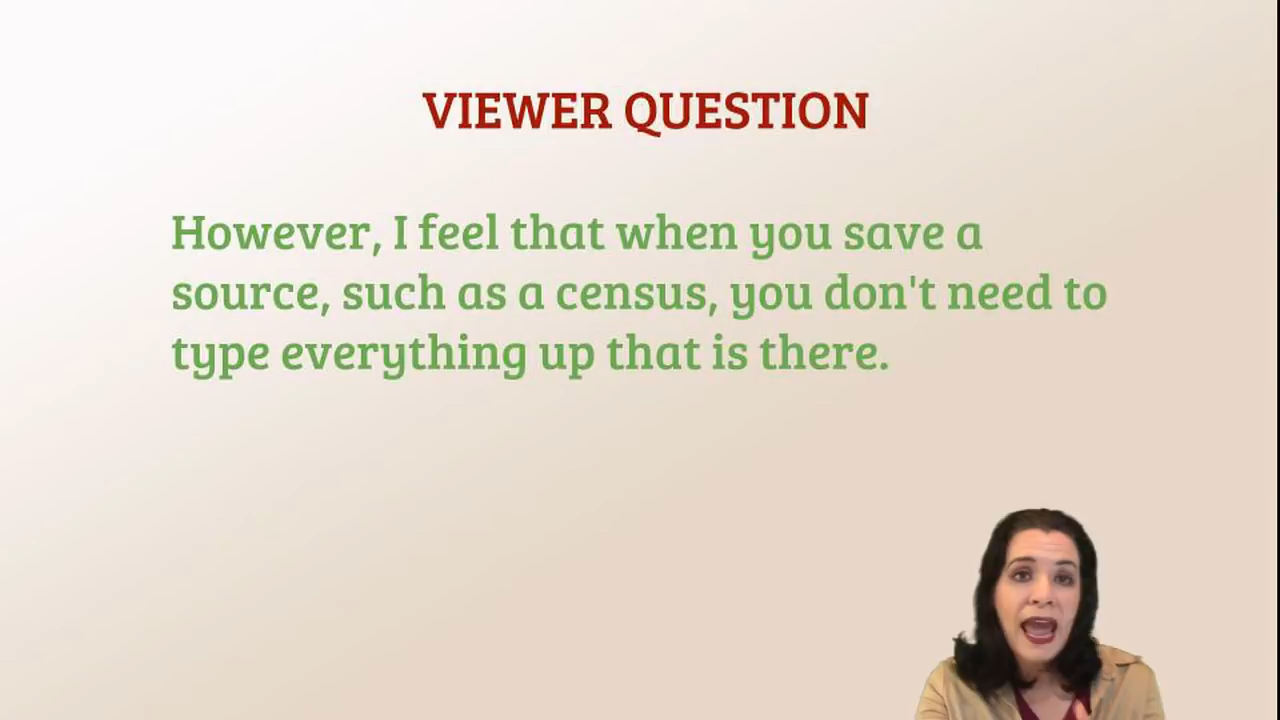 VIEWER QUESTION
However, I feel that when you save a
source, such as a census, you don't need to
type everything up that is there.